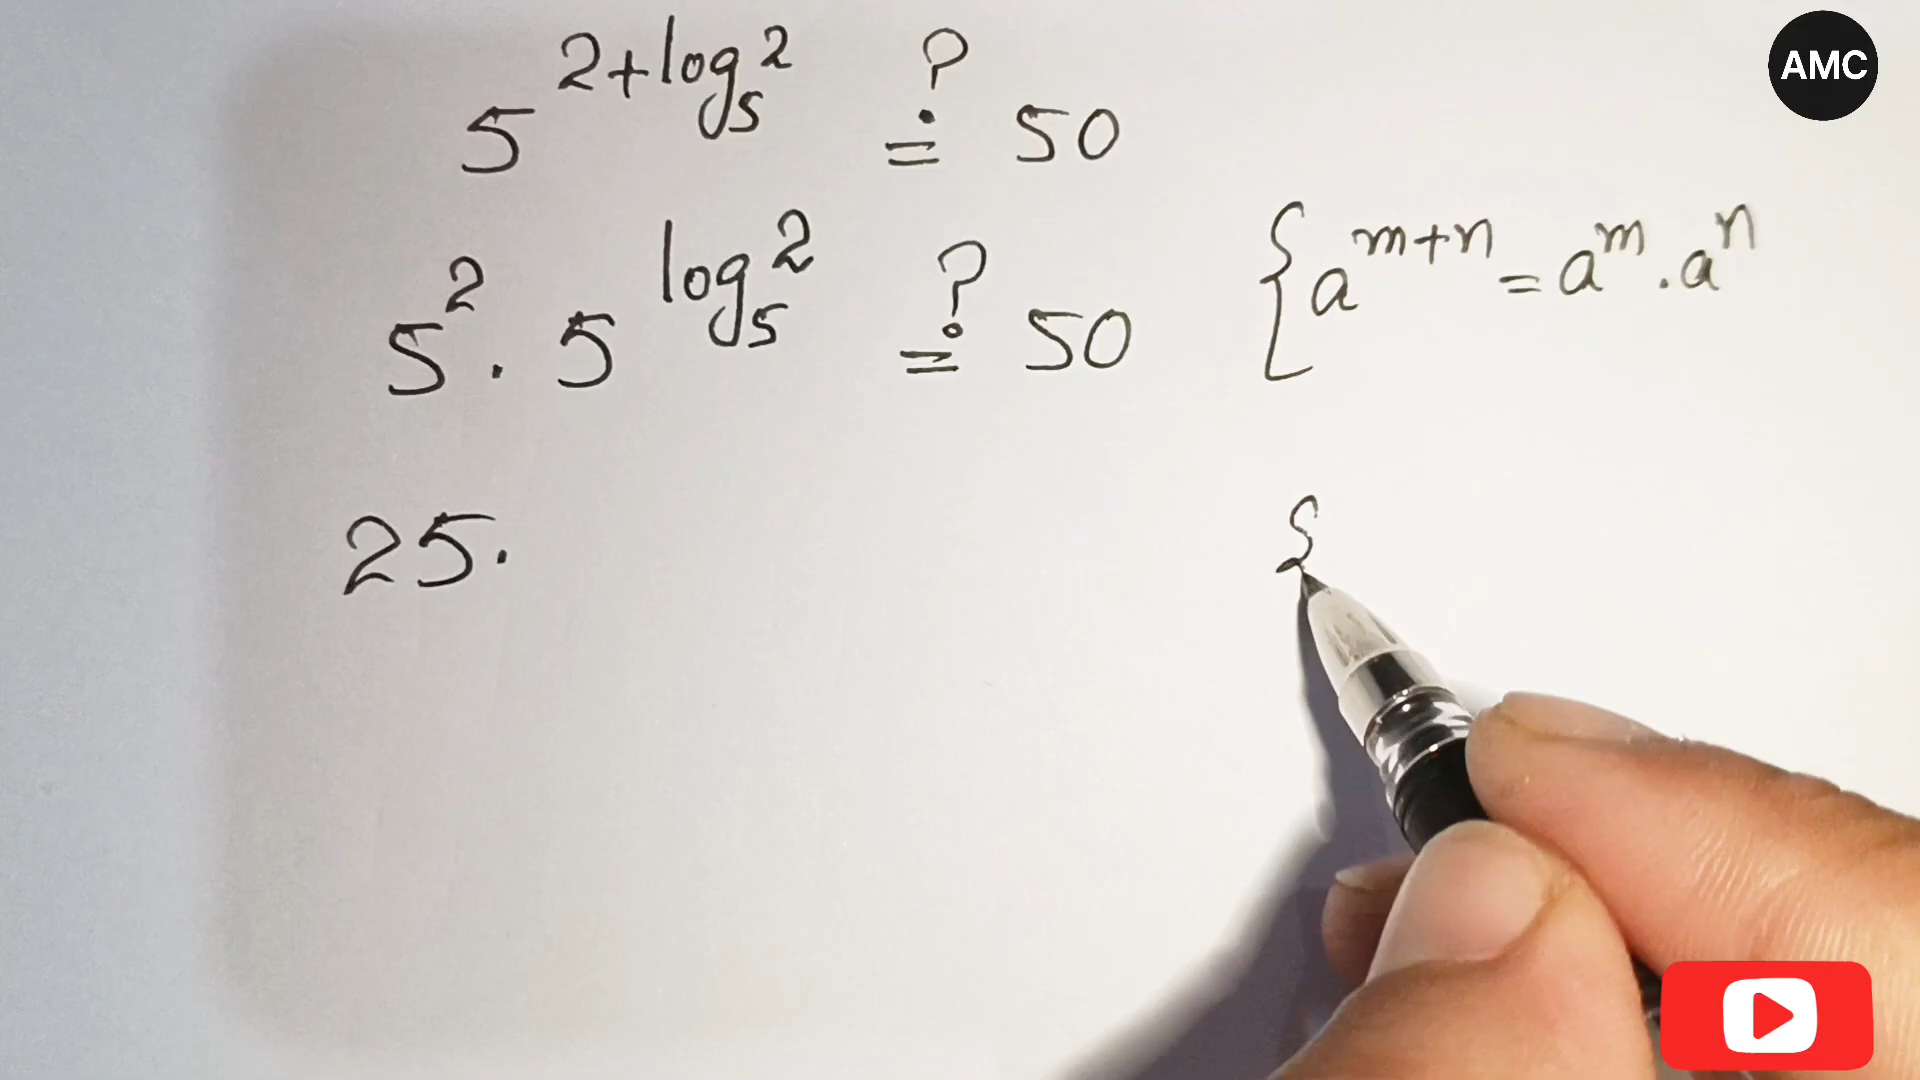 AMC
5^{2+log_5 2} ≟ 50
5^2 . 5^{log_5 2} ≟ 50 { a^{m+n} = a^m . a^n
25.